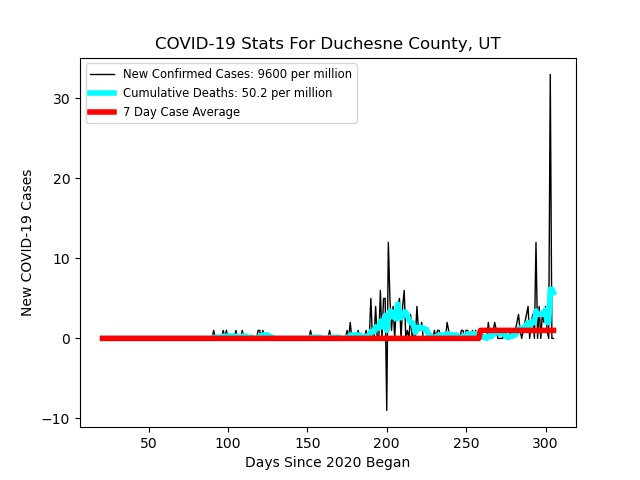 COVID-19 Stats For Duchesne County, UT
New Confirmed Cases: 9600 per million
Cumulative Deaths: 50.2 per million
7 Day Case Average
New COVID-19 Cases
30
20
10
0
−10
50 100 150 200 250 300
Days Since 2020 Began